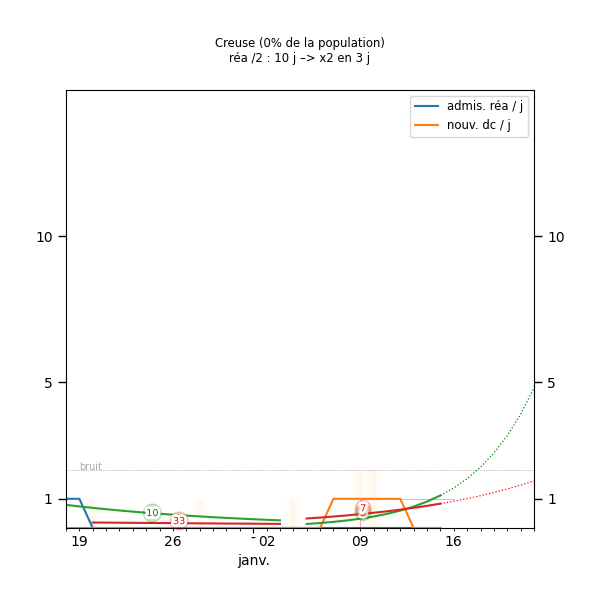 Creuse (0% de la population)
réa /2 : 10 j –> x2 en 3 j
admis. réa / j
nouv. dc / j
10 10
5 5
bruit
1 1
-10
-33
7
19 26 02 09 16
janv.